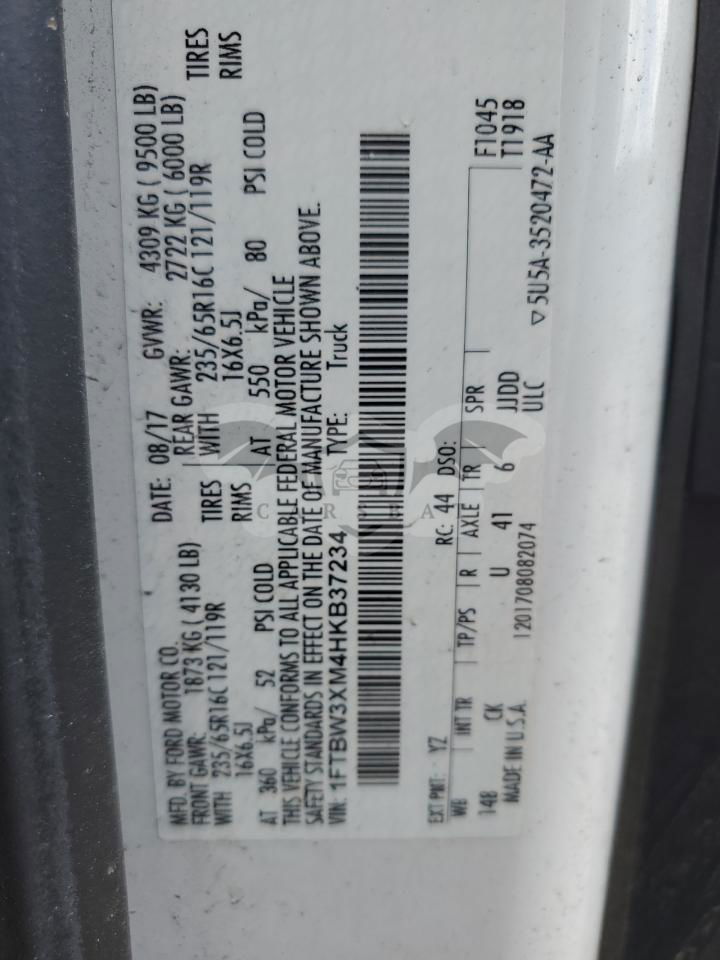 MFD. BY FORD MOTOR CO. DATE: 08/17 GVWR: 4309 KG ( 9500 LB)
FRONT GAWR: 1873 KG ( 4130 LB) REAR GAWR: 2722 KG ( 6000 LB)
WITH 235/65R16C 121/119R TIRES WITH 235/65R16C 121/119R TIRES
16X6.5J RIMS 16X6.5J RIMS
AT 360 kPa/ 52 PSI COLD AT 550 kPa/ 80 PSI COLD
THIS VEHICLE CONFORMS TO ALL APPLICABLE FEDERAL MOTOR VEHICLE
SAFETY STANDARDS IN EFFECT ON THE DATE OF MANUFACTURE SHOWN ABOVE.
VIN: 1FTBW3XM4HKB37234 TYPE: Truck
EXT PNT: YZ RC: 44 DSO: F1045
WB INT TR TP/PS R AXLE TR SPR T1918
148 CK U 41 6 JJDD
MADE IN U.S.A. 1201708082074 ULC ▽5U5A-3520472-AA